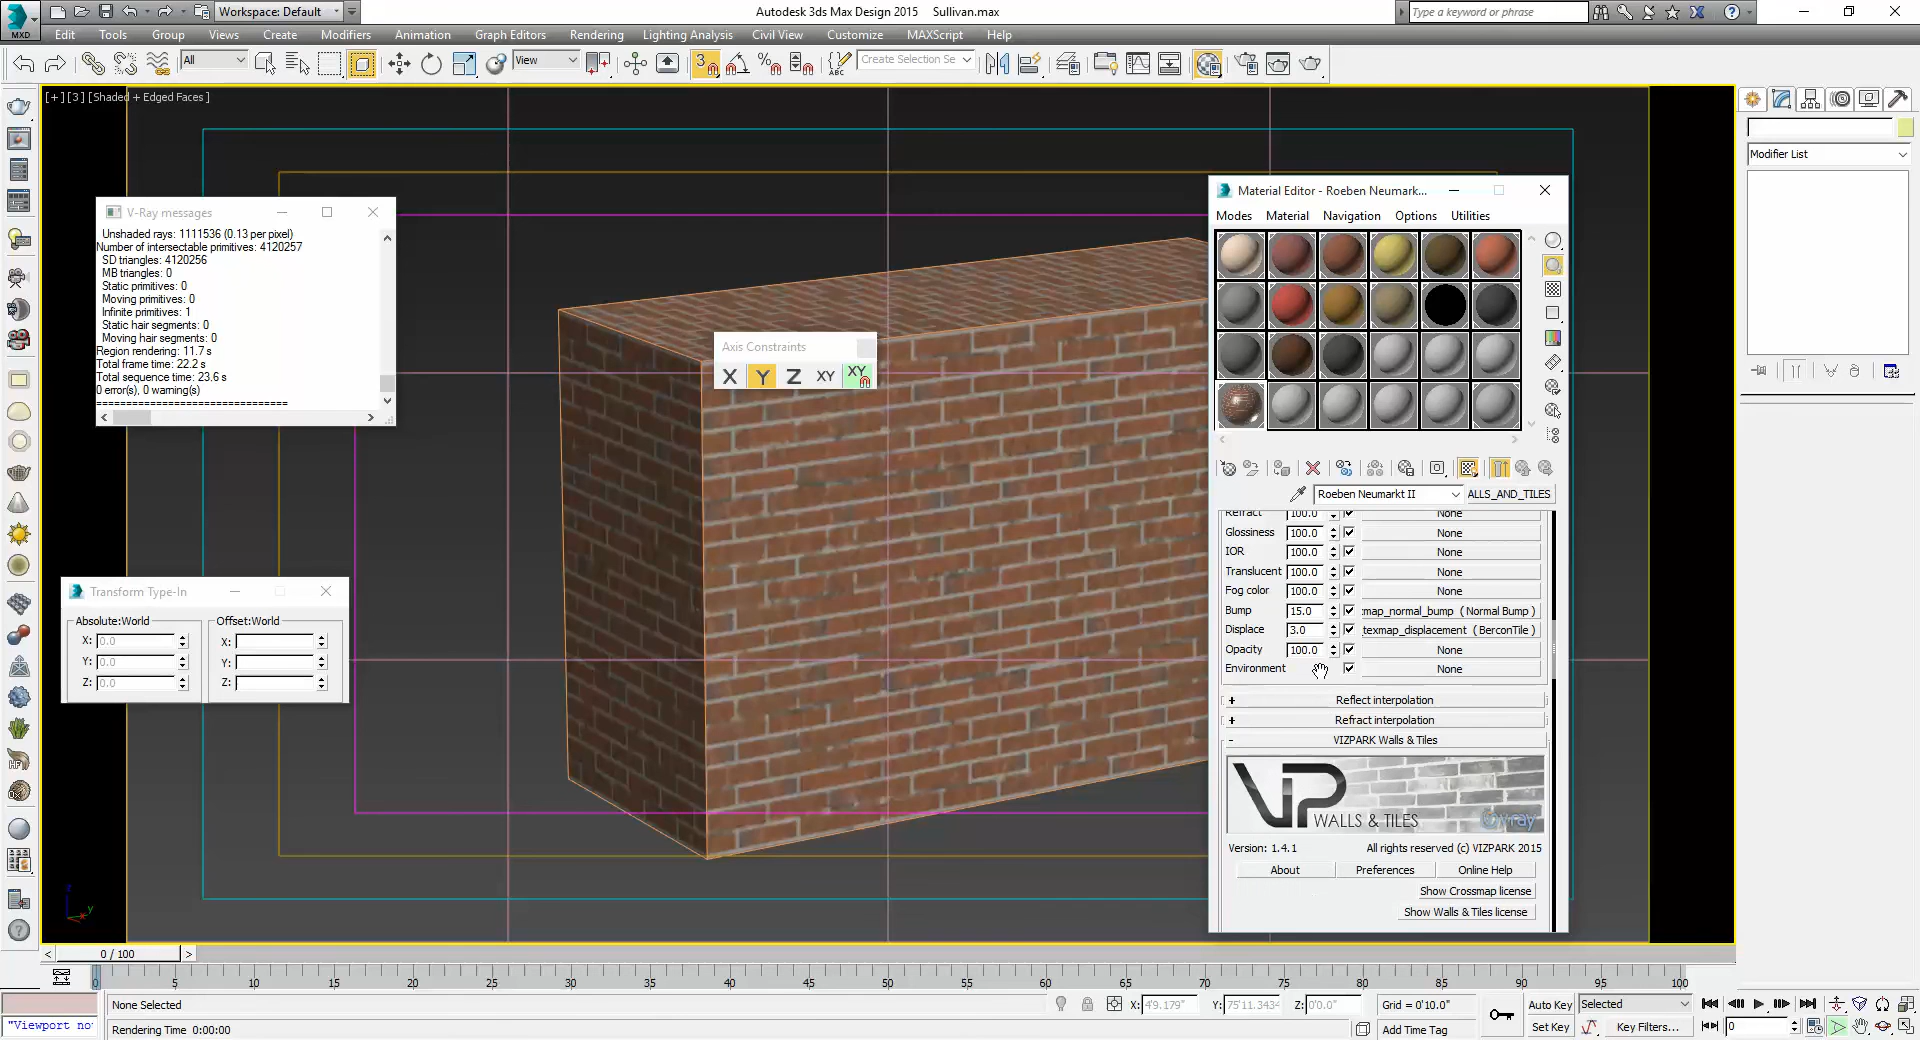 MXD
Workspace: Default
Autodesk 3ds Max Design 2015 Sullivan.max
Type a keyword or phrase
Edit Tools Group Views Create Modifiers Animation Graph Editors Rendering Lighting Analysis Civil View Customize MAXScript Help
All
View
3
ABC
Create Selection Se
[+] [3] [Shaded + Edged Faces]
Modifier List
V-Ray messages
Unshaded rays: 1111536 (0.13 per pixel)
Number of intersectable primitives: 4120257
SD triangles: 4120256
MB triangles: 0
Static primitives: 0
Moving primitives: 0
Infinite primitives: 1
Static hair segments: 0
Moving hair segments: 0
Region rendering: 11.7 s
Total frame time: 22.2 s
Total sequence time: 23.6 s
0 error(s), 0 warning(s)
================================
Axis Constraints
X Y Z XY XY
Transform Type-In
Absolute:World Offset:World
X: 0.0 X:
Y: 0.0 Y:
Z: 0.0 Z:
Material Editor - Roeben Neumark...
Modes Material Navigation Options Utilities
Roeben Neumarkt II ALLS_AND_TILES
Refract 100.0 None
Glossiness 100.0 None
IOR 100.0 None
Translucent 100.0 None
Fog color 100.0 None
Bump 15.0 :map_normal_bump ( Normal Bump )
Displace 3.0 texmap_displacement ( BerconTile )
Opacity 100.0 None
Environment None
+ Reflect interpolation
+ Refract interpolation
- VIZPARK Walls & Tiles
VIP WALLS & TILES vray
Version: 1.4.1 All rights reserved (c) VIZPARK 2015
About Preferences Online Help
Show Crossmap license
Show Walls & Tiles license
HF
z
y
< 0 / 100 >
0 5 10 15 20 25 30 35 40 45 50 55 60 65 70 75 80 85 90 95 100
None Selected
X: 4'9.179" Y: 75'11.3434 Z: 0'0.0" Grid = 0'10.0"
Auto Key Selected
"Viewport no
Rendering Time 0:00:00
Add Time Tag
Set Key Key Filters...
0